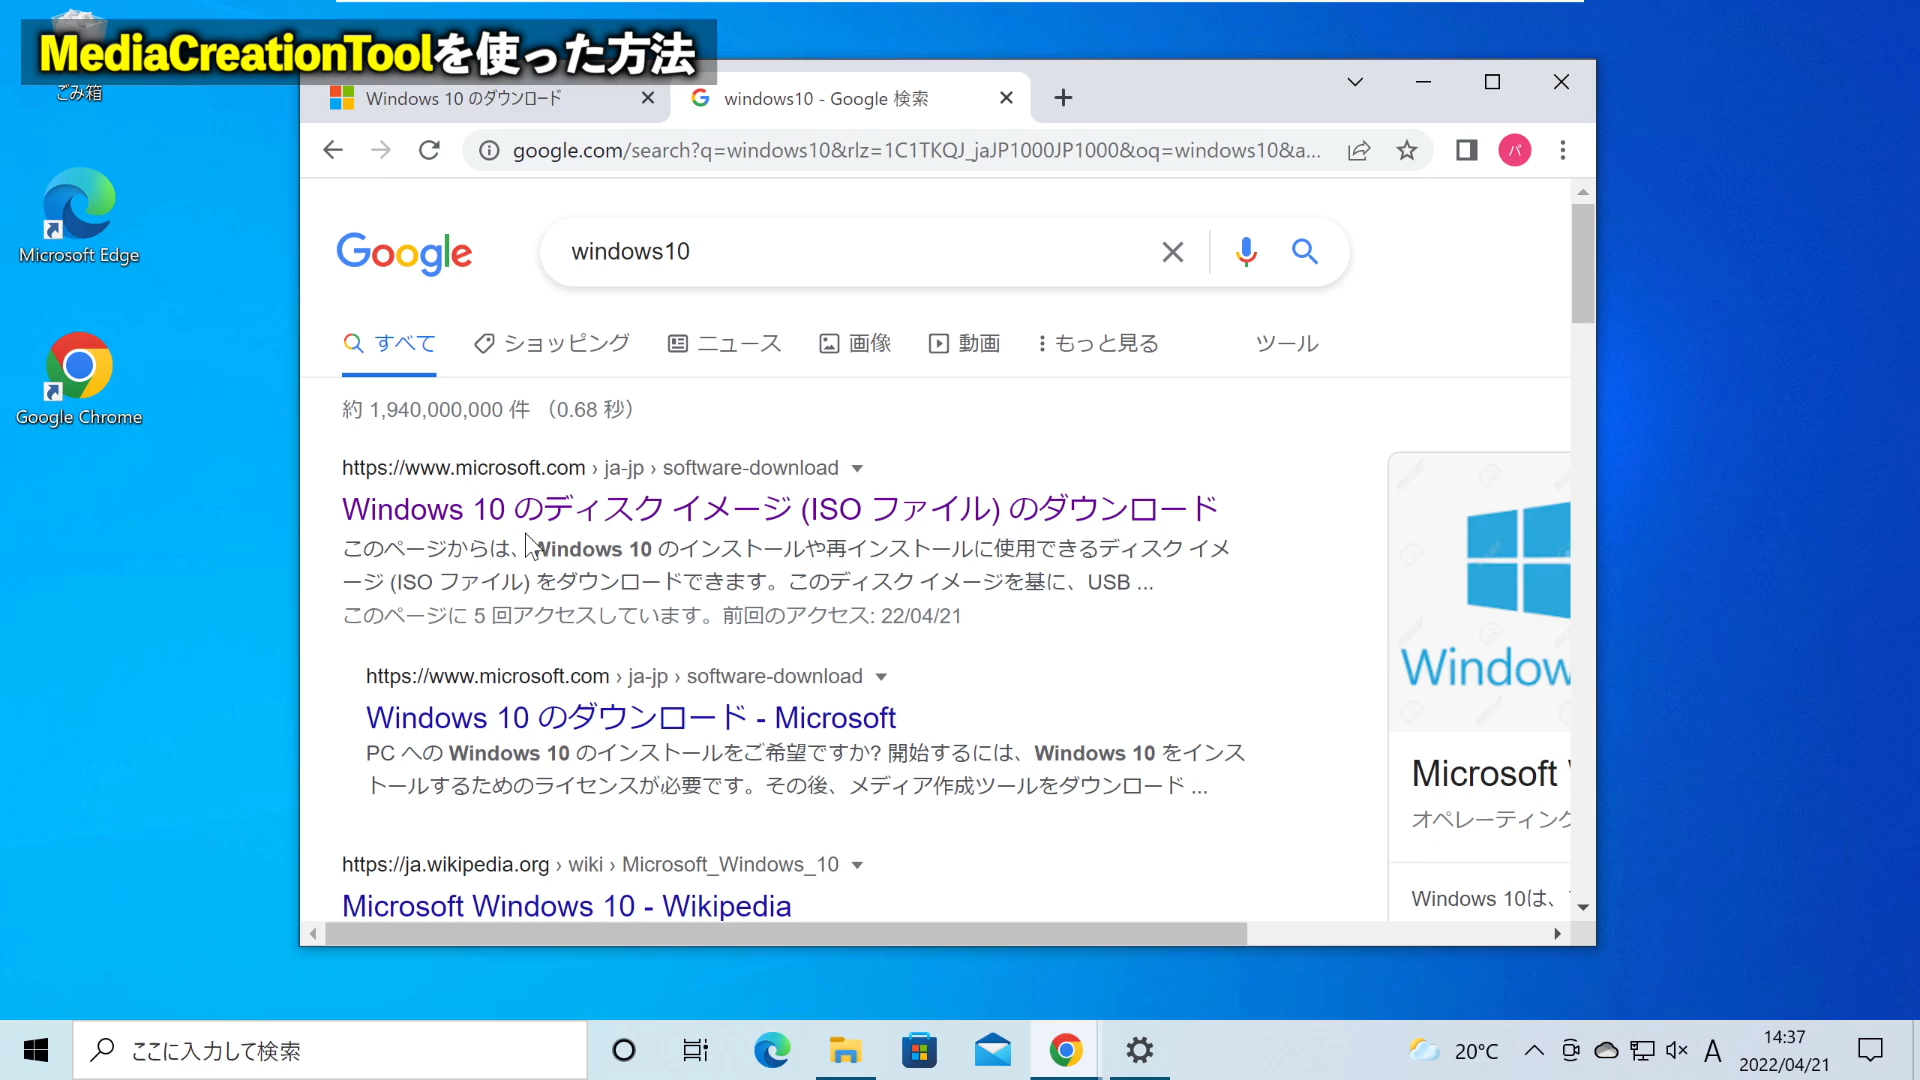 MediaCreationToolを使った方法
ごみ箱
Microsoft Edge
Google Chrome
Windows 10 のダウンロード
windows10 - Google 検索
google.com/search?q=windows10&rlz=1C1TKQJ_jaJP1000JP1000&oq=windows10&a...
パ
Google
windows10
すべて ショッピング ニュース 画像 動画 もっと見る ツール
約 1,940,000,000 件 (0.68 秒)
https://www.microsoft.com › ja-jp › software-download
Windows 10 のディスク イメージ (ISO ファイル) のダウンロード
このページからは、Windows 10 のインストールや再インストールに使用できるディスク イメ
ージ (ISO ファイル) をダウンロードできます。このディスク イメージを基に、USB ...
このページに 5 回アクセスしています。前回のアクセス: 22/04/21
https://www.microsoft.com › ja-jp › software-download
Windows 10 のダウンロード - Microsoft
PC への Windows 10 のインストールをご希望ですか? 開始するには、Windows 10 をインス
トールするためのライセンスが必要です。その後、メディア作成ツールをダウンロード ...
https://ja.wikipedia.org › wiki › Microsoft_Windows_10
Microsoft Windows 10 - Wikipedia
Window
Microsoft
オペレーティング
Windows 10は、
ここに入力して検索
20°C
A
14:37
2022/04/21